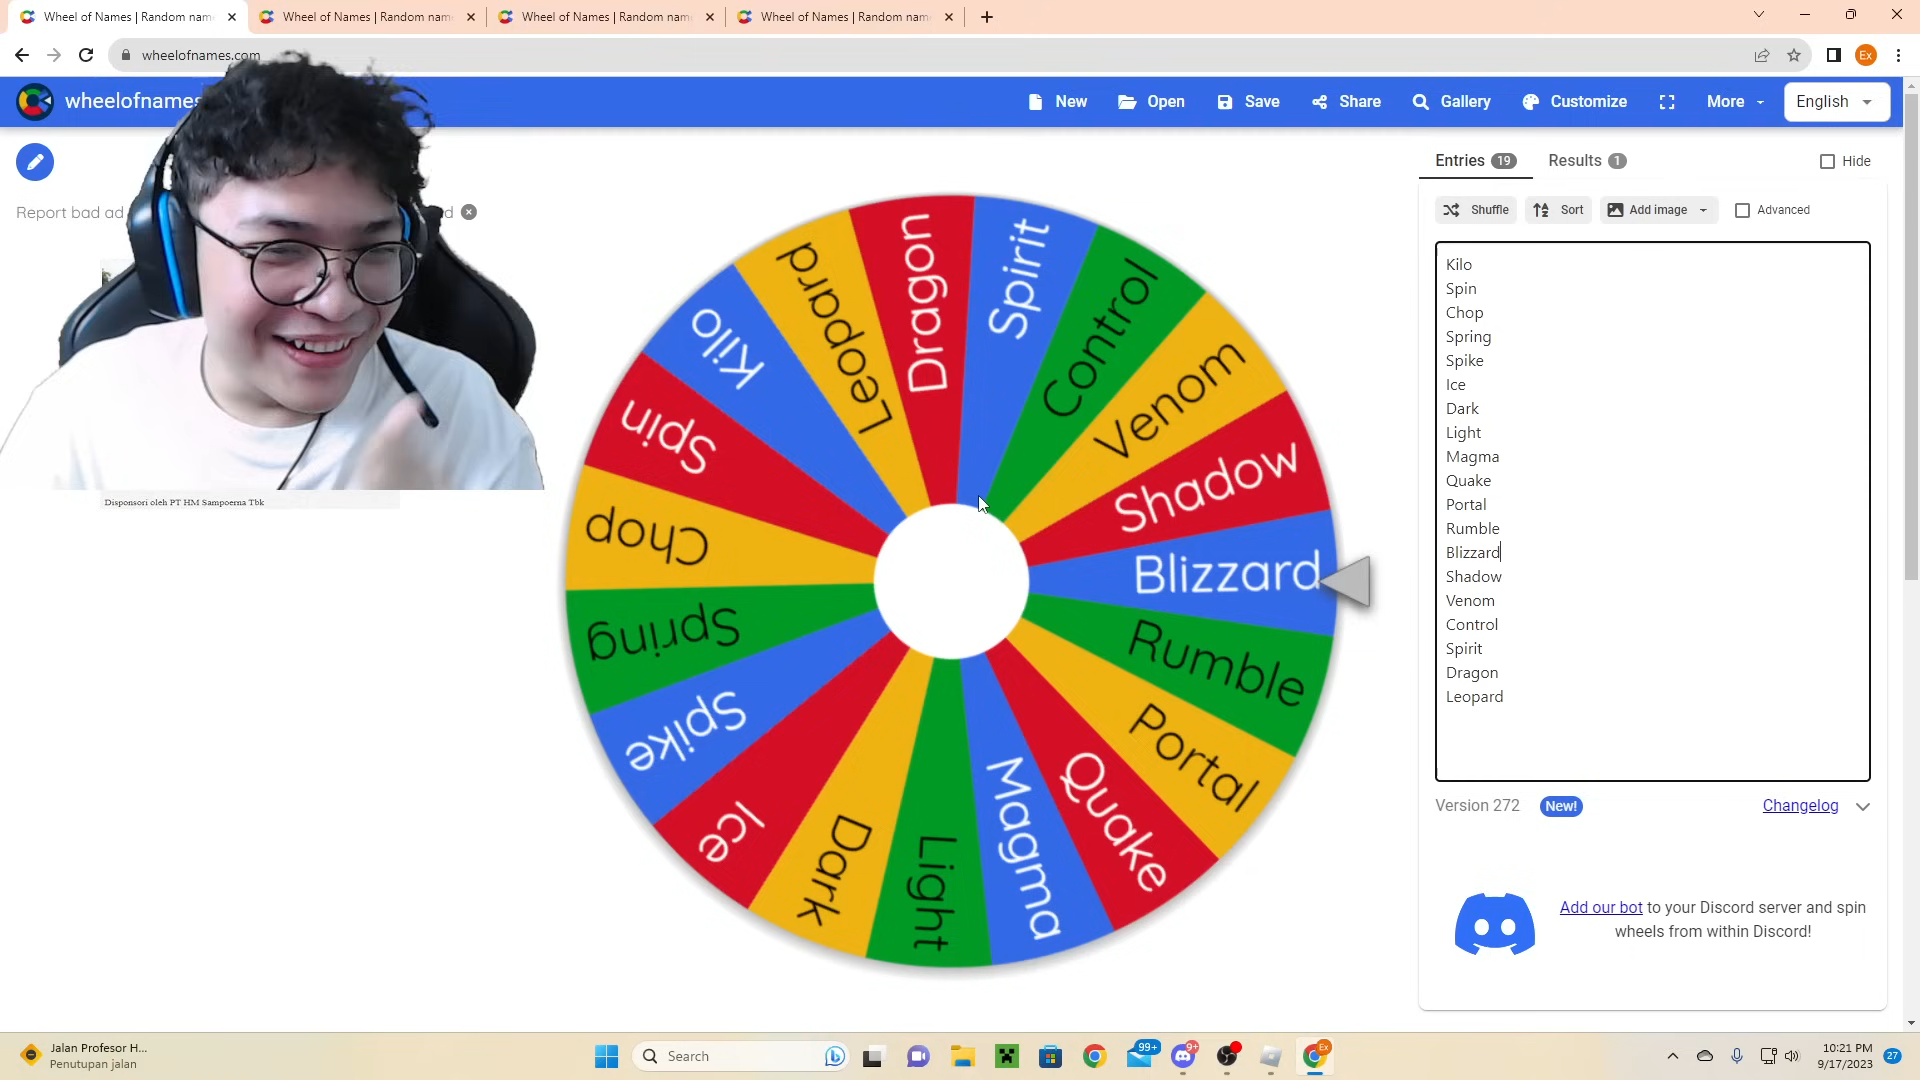 Wheel of Names | Random nam
Wheel of Names | Random nam
Wheel of Names | Random nam
Wheel of Names | Random nam
wheelofnames.com
Ex
wheelofnames
New
Open
Save
Share
Gallery
Customize
More
English
Report bad ad
Entries 19
Results 1
Hide
Shuffle
Sort
Add image
Advanced
Kilo
Spin
Chop
Spring
Spike
Ice
Dark
Light
Magma
Quake
Portal
Rumble
Blizzard
Shadow
Venom
Control
Spirit
Dragon
Leopard
Dragon
Spirit
Control
Venom
Shadow
Blizzard
Rumble
Portal
Quake
Magma
Light
Dark
Ice
Spike
Spring
Chop
Spin
Kilo
Leopard
Disponsori oleh PT HM Sampoerna Tbk
Version 272 New!
Changelog
Add our bot to your Discord server and spin
wheels from within Discord!
Jalan Profesor H...
Penutupan jalan
Search
99+
9+
Ex
10:21 PM
9/17/2023
27